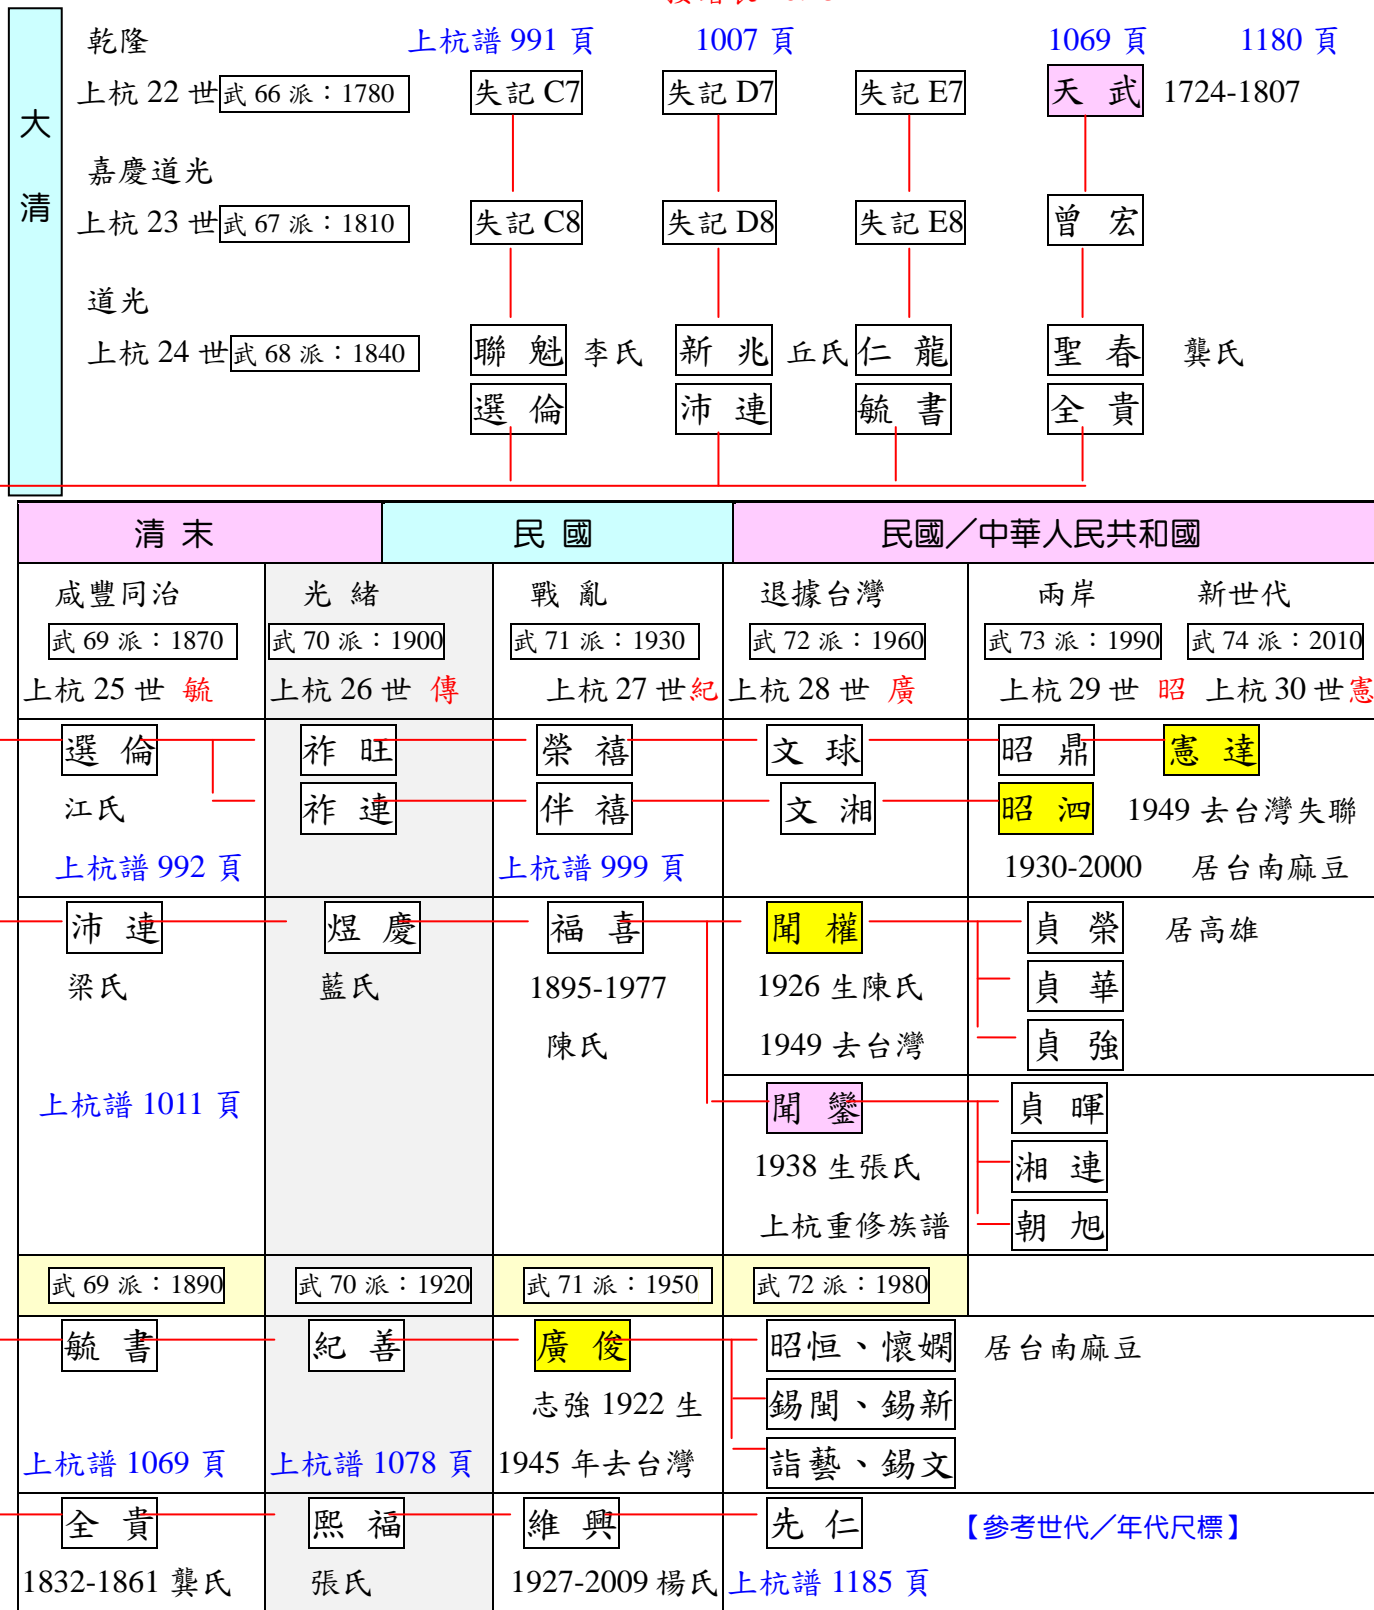 乾隆 上杭譜 991 頁 1007 頁 1069 頁 1180 頁
上杭 22 世 武 66 派：1780 失記 C7 失記 D7 失記 E7 天 武 1724-1807
大清
嘉慶道光
上杭 23 世 武 67 派：1810 失記 C8 失記 D8 失記 E8 曾 宏
道光
上杭 24 世 武 68 派：1840 聯 魁 李氏 新 兆 丘氏 仁 龍 聖 春 龔氏
選 倫 沛 連 毓 書 全 貴
清 末 民 國 民國／中華人民共和國
咸豐同治 光 緒 戰 亂 退據台灣 兩岸 新世代
武 69 派：1870 武 70 派：1900 武 71 派：1930 武 72 派：1960 武 73 派：1990 武 74 派：2010
上杭 25 世 毓 上杭 26 世 傳 上杭 27 世紀 上杭 28 世 廣 上杭 29 世 昭 上杭 30 世憲
選 倫 祚 旺 榮 禧 文 球 昭 鼎 憲 達
江氏 祚 連 伴 禧 文 湘 昭 泗 1949 去台灣失聯
上杭譜 992 頁 上杭譜 999 頁 1930-2000 居台南麻豆
沛 連 煜 慶 福 喜 聞 權 貞 榮 居高雄
梁氏 藍氏 1895-1977 1926 生陳氏 貞 華
陳氏 1949 去台灣 貞 強
上杭譜 1011 頁 聞 鑾 貞 暉
1938 生張氏 湘 連
上杭重修族譜 朝 旭
武 69 派：1890 武 70 派：1920 武 71 派：1950 武 72 派：1980
毓 書 紀 善 廣 俊 昭恒、懷嫻 居台南麻豆
志強 1922 生 錫閩、錫新
上杭譜 1069 頁 上杭譜 1078 頁 1945 年去台灣 詣藝、錫文
全 貴 熙 福 維 興 先 仁 【參考世代／年代尺標】
1832-1861 龔氏 張氏 1927-2009 楊氏 上杭譜 1185 頁